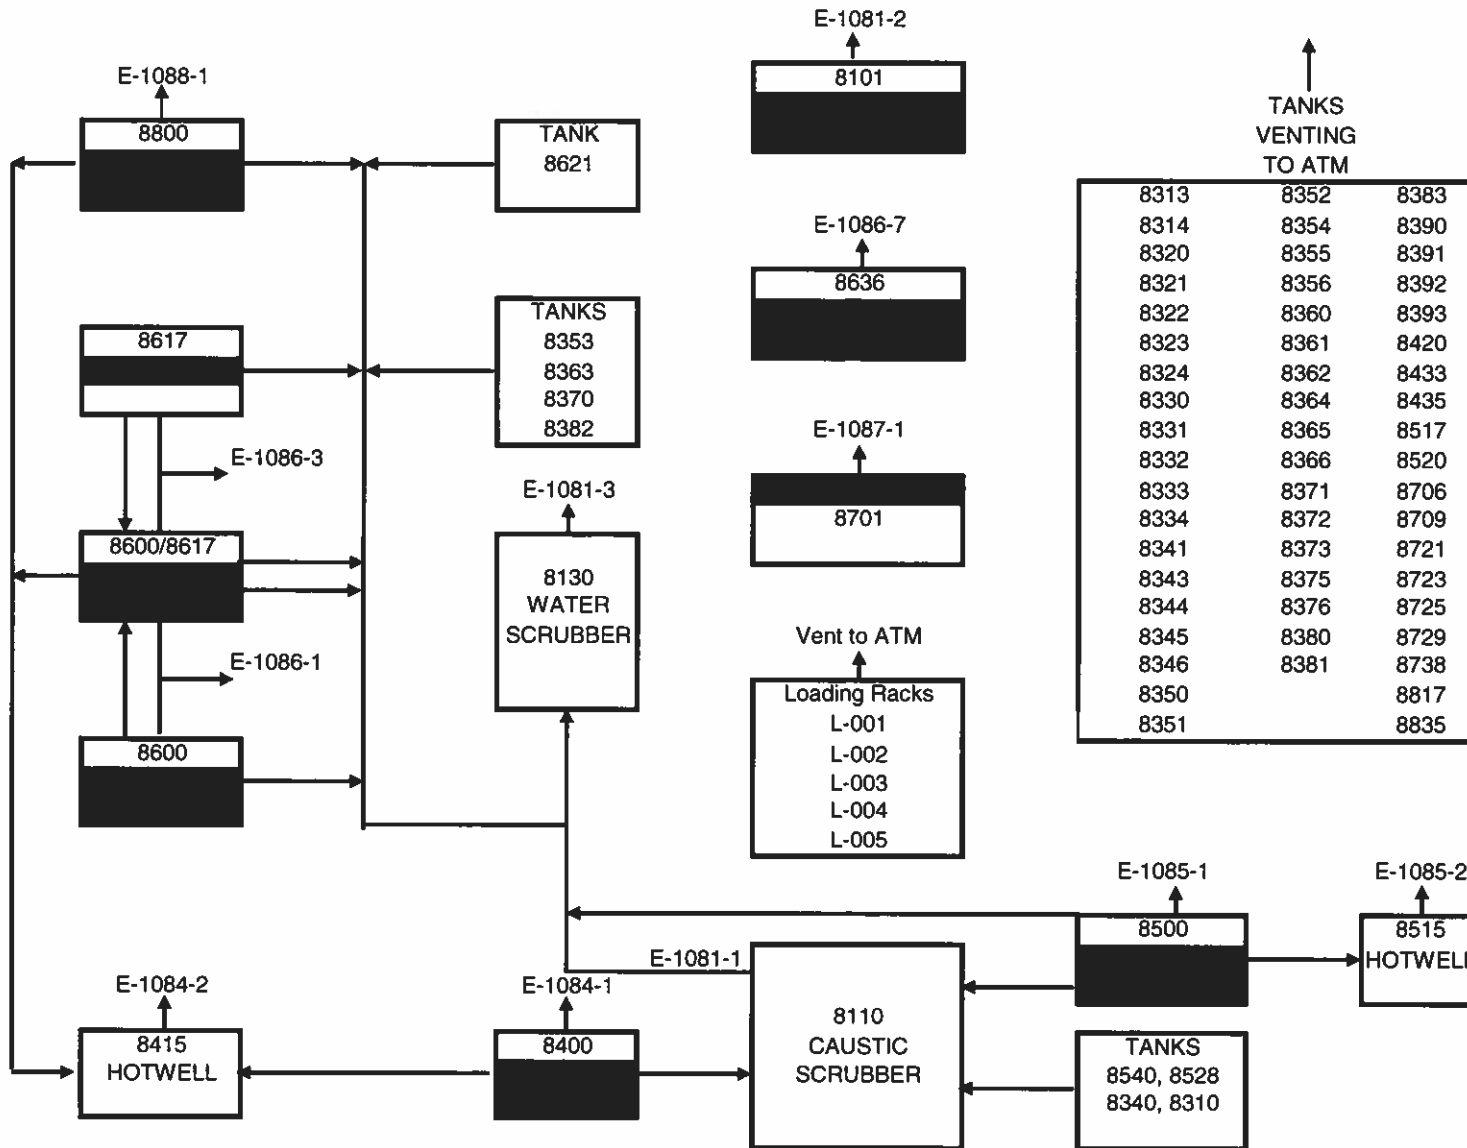 E-1088-1
8800
TANK
8621
8617
TANKS
8353
8363
8370
8382
E-1086-3
E-1081-3
8600/8617
8130
WATER
SCRUBBER
E-1086-1
8600
E-1084-2
8415
HOTWELL
E-1084-1
8400
E-1081-1
8110
CAUSTIC
SCRUBBER
E-1081-2
8101
E-1086-7
8636
E-1087-1
8701
Vent to ATM
Loading Racks
L-001
L-002
L-003
L-004
L-005
E-1085-1
8500
E-1085-2
8515
HOTWELL
TANKS
8540, 8528
8340, 8310
TANKS
VENTING
TO ATM
8313 8352 8383
8314 8354 8390
8320 8355 8391
8321 8356 8392
8322 8360 8393
8323 8361 8420
8324 8362 8433
8330 8364 8435
8331 8365 8517
8332 8366 8520
8333 8371 8706
8334 8372 8709
8341 8373 8721
8343 8375 8723
8344 8376 8725
8345 8380 8729
8346 8381 8738
8350 8817
8351 8835